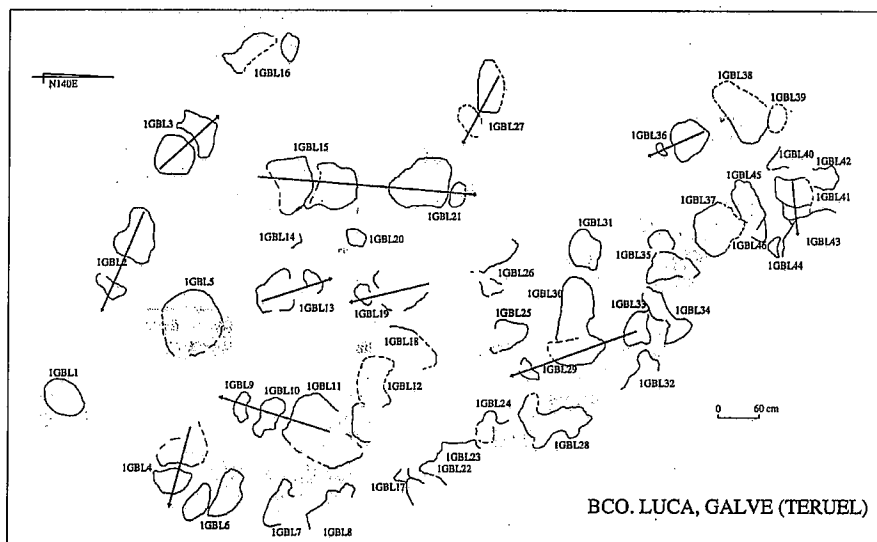 1GBL16
N140E
1GBL3
1GBL15
1GBL27
1GBL38
1GBL39
1GBL36
1GBL40
1GBL42
1GBL45
1GBL41
1GBL37
1GBL21
1GBL14
1GBL20
1GBL31
1GBL46
1GBL43
1GBL44
1GBL2
1GBL5
1GBL26
1GBL35
1GBL13
1GBL19
1GBL30
1GBL33
1GBL34
1GBL25
1GBL18
1GBL29
1GBL32
1GBL1
1GBL9
1GBL10
1GBL11
1GBL12
1GBL24
0 60 cm
1GBL28
1GBL23
1GBL4
1GBL22
1GBL17
1GBL6
1GBL7
1GBL8
BCO. LUCA, GALVE (TERUEL)